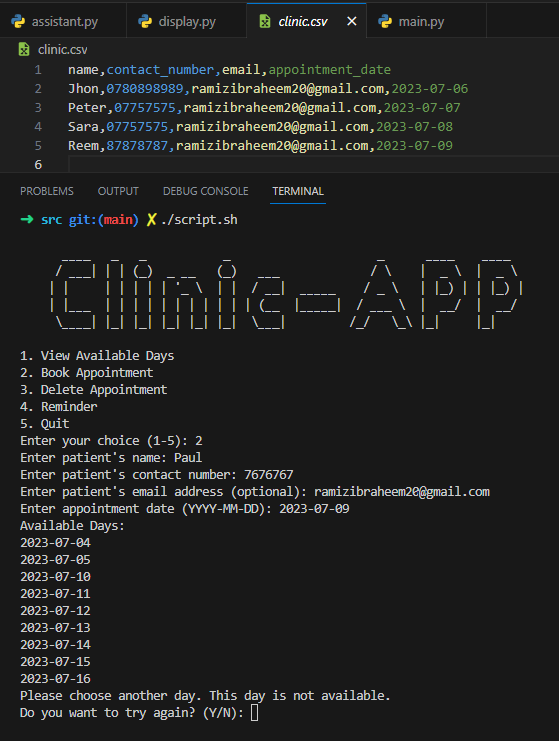 assistant.py display.py clinic.csv main.py
clinic.csv
1 name,contact_number,email,appointment_date
2 Jhon,0780898989,ramizibraheem20@gmail.com,2023-07-06
3 Peter,07757575,ramizibraheem20@gmail.com,2023-07-07
4 Sara,07757575,ramizibraheem20@gmail.com,2023-07-08
5 Reem,87878787,ramizibraheem20@gmail.com,2023-07-09
6
PROBLEMS OUTPUT DEBUG CONSOLE TERMINAL
➜ src git:(main) ✗ ./script.sh
Clinic - APP
1. View Available Days
2. Book Appointment
3. Delete Appointment
4. Reminder
5. Quit
Enter your choice (1-5): 2
Enter patient's name: Paul
Enter patient's contact number: 7676767
Enter patient's email address (optional): ramizibraheem20@gmail.com
Enter appointment date (YYYY-MM-DD): 2023-07-09
Available Days:
2023-07-04
2023-07-05
2023-07-10
2023-07-11
2023-07-12
2023-07-13
2023-07-14
2023-07-15
2023-07-16
Please choose another day. This day is not available.
Do you want to try again? (Y/N):